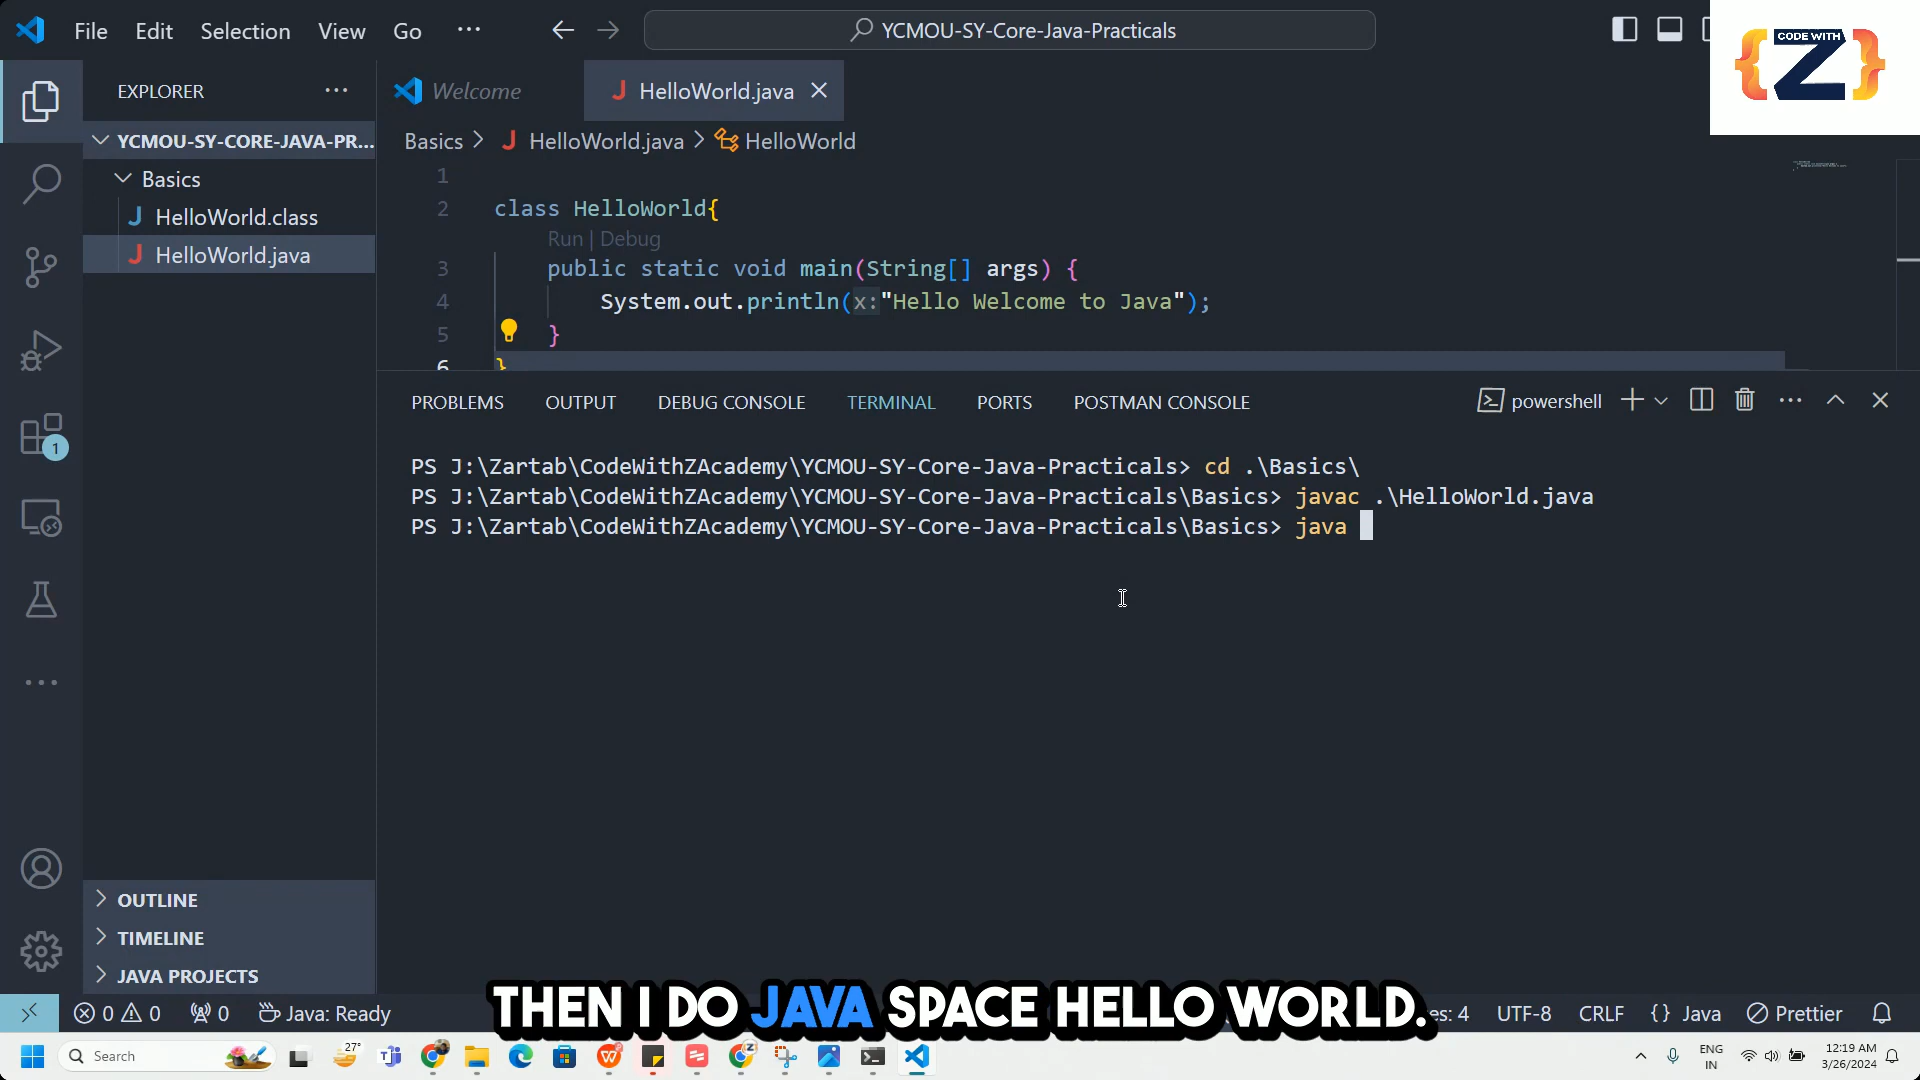 File Edit Selection View Go ···
YCMOU-SY-Core-Java-Practicals
CODE WITH
{Z}
EXPLORER ···
Welcome
HelloWorld.java
YCMOU-SY-CORE-JAVA-PR...
Basics
HelloWorld.class
HelloWorld.java
Basics > HelloWorld.java > HelloWorld
1
2 class HelloWorld{
Run | Debug
3 public static void main(String[] args) {
4 System.out.println(x:"Hello Welcome to Java");
5 }
6 }
PROBLEMS OUTPUT DEBUG CONSOLE TERMINAL PORTS POSTMAN CONSOLE
powershell
PS J:\Zartab\CodeWithZAcademy\YCMOU-SY-Core-Java-Practicals> cd .\Basics\
PS J:\Zartab\CodeWithZAcademy\YCMOU-SY-Core-Java-Practicals\Basics> javac .\HelloWorld.java
PS J:\Zartab\CodeWithZAcademy\YCMOU-SY-Core-Java-Practicals\Basics> java
1
OUTLINE
TIMELINE
JAVA PROJECTS
THEN I DO JAVA SPACE HELLO WORLD.
0 0 0 Java: Ready
: 4 UTF-8 CRLF {} Java Prettier
Search
27°
ENG
IN
12:19 AM
3/26/2024